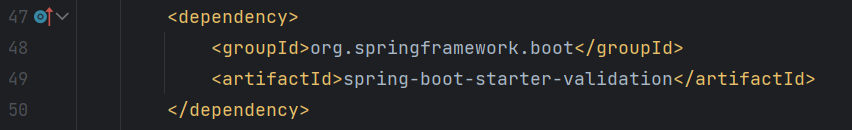 47 <dependency>
48 <groupId>org.springframework.boot</groupId>
49 <artifactId>spring-boot-starter-validation</artifactId>
50 </dependency>